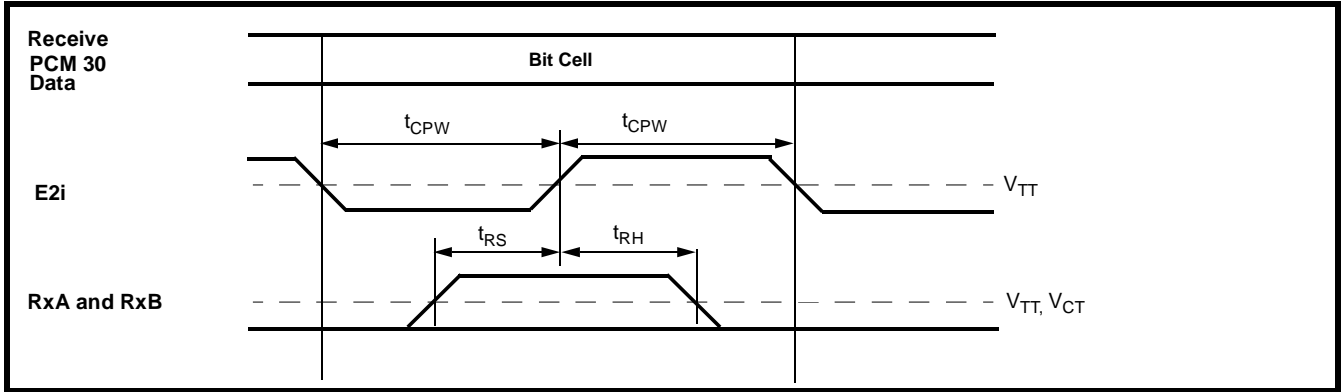 Receive
PCM 30
Data
Bit Cell
tCPW
tCPW
E2i
VTT
tRS
tRH
RxA and RxB
VTT, VCT